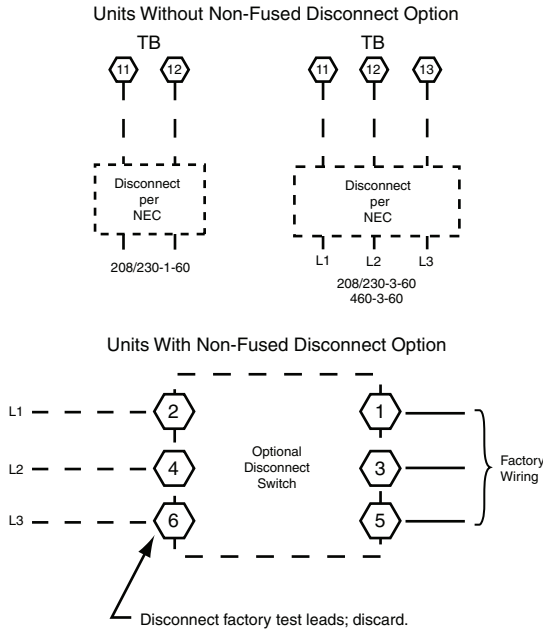 Units Without Non-Fused Disconnect Option
TB
11 12
Disconnect
per
NEC
208/230-1-60
TB
11 12 13
Disconnect
per
NEC
L1 L2 L3
208/230-3-60
460-3-60
Units With Non-Fused Disconnect Option
L1 2 1
L2 4 3
L3 6 5
Optional
Disconnect
Switch
Factory
Wiring
Disconnect factory test leads; discard.